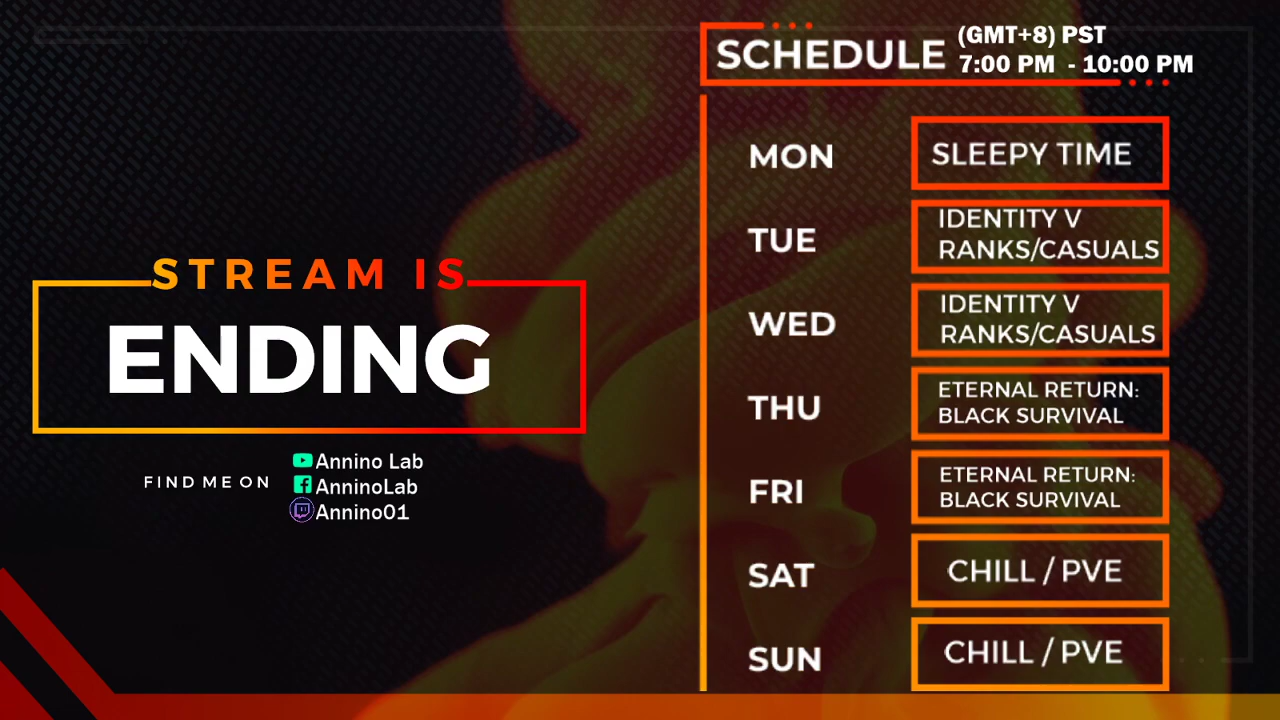 STREAM IS
ENDING
FIND ME ON
Annino Lab
AnninoLab
Annino01
SCHEDULE
(GMT+8) PST
7:00 PM - 10:00 PM
MON
SLEEPY TIME
TUE
IDENTITY V
RANKS/CASUALS
WED
IDENTITY V
RANKS/CASUALS
THU
ETERNAL RETURN:
BLACK SURVIVAL
FRI
ETERNAL RETURN:
BLACK SURVIVAL
SAT
CHILL / PVE
SUN
CHILL / PVE